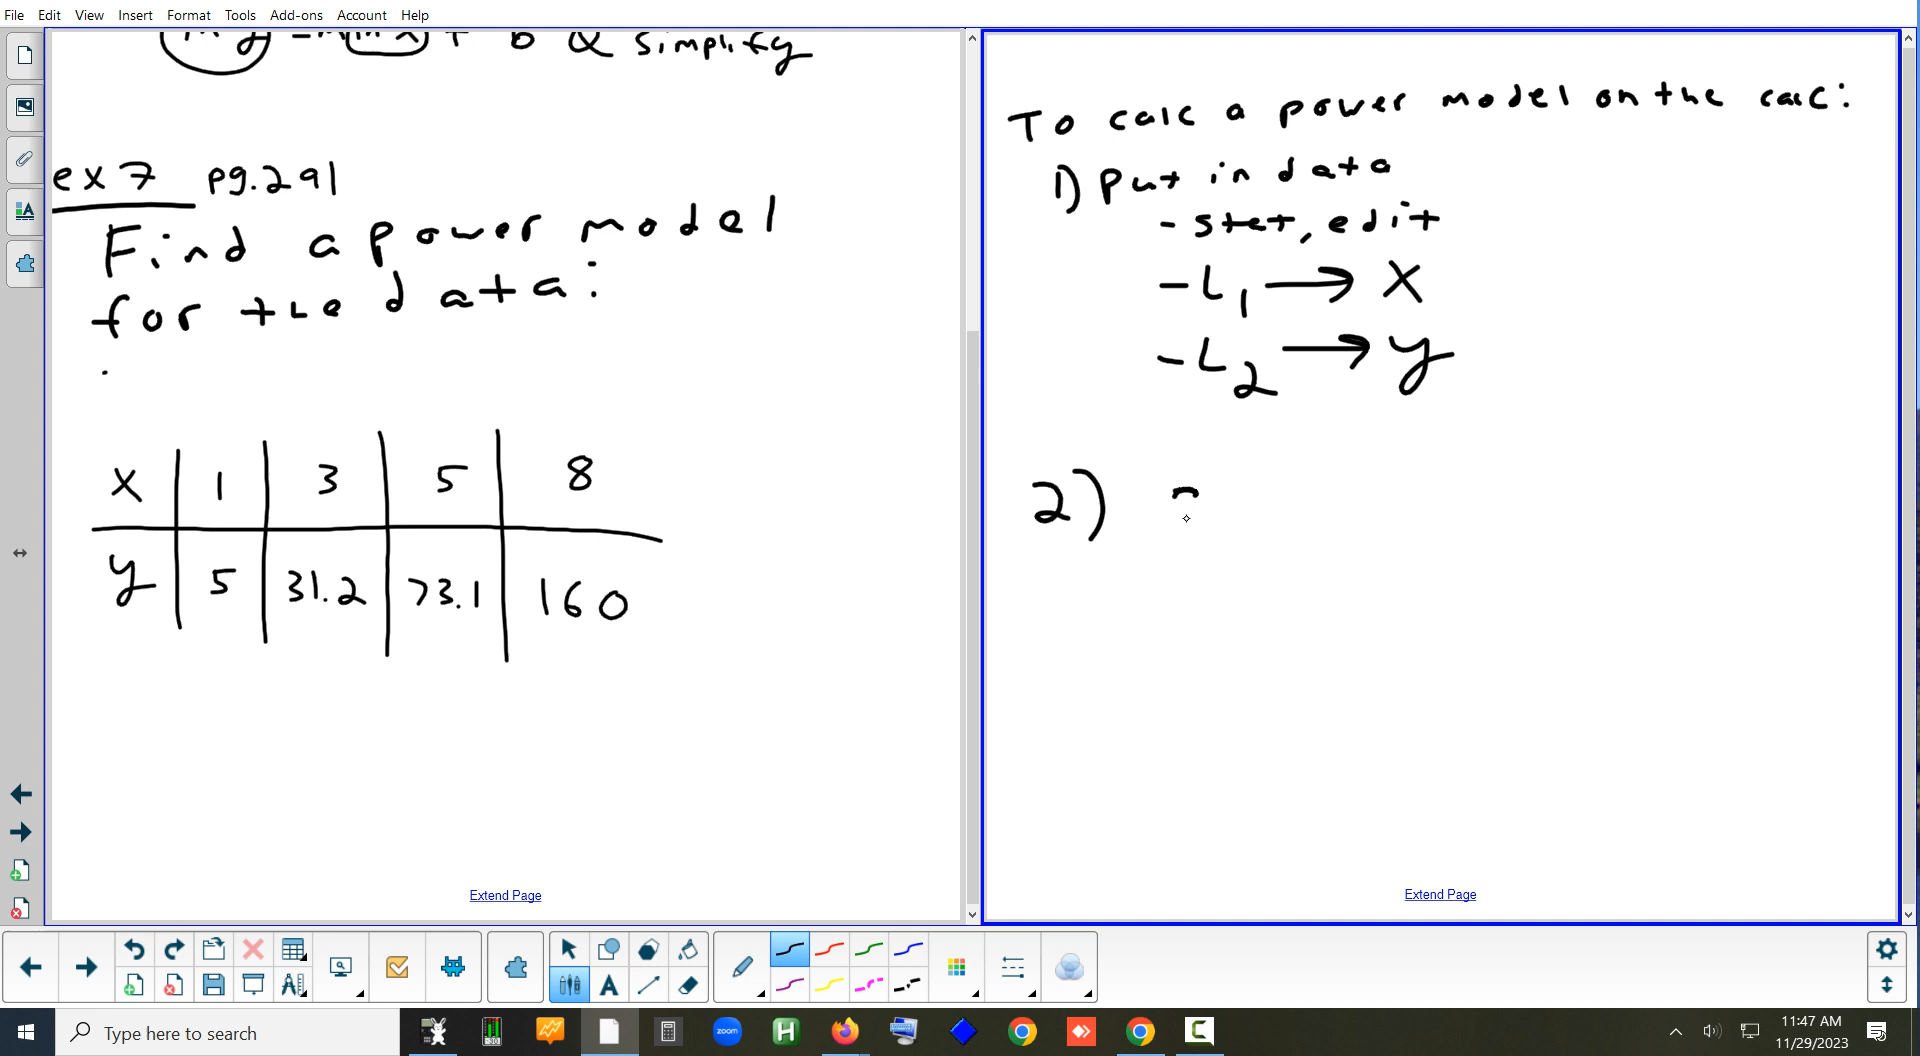 File Edit View Insert Format Tools Add-ons Account Help
= m ln x + b & simplify
ex 7 pg. 291
Find a power model
for the data:
x 1 3 5 8
y 5 31.2 73.1 160
Extend Page
To calc a power model on the calc:
1) Put in data
- stat, edit
- L1 → X
- L2 → y
2)
Extend Page
Type here to search
zoom
H
11:47 AM
11/29/2023